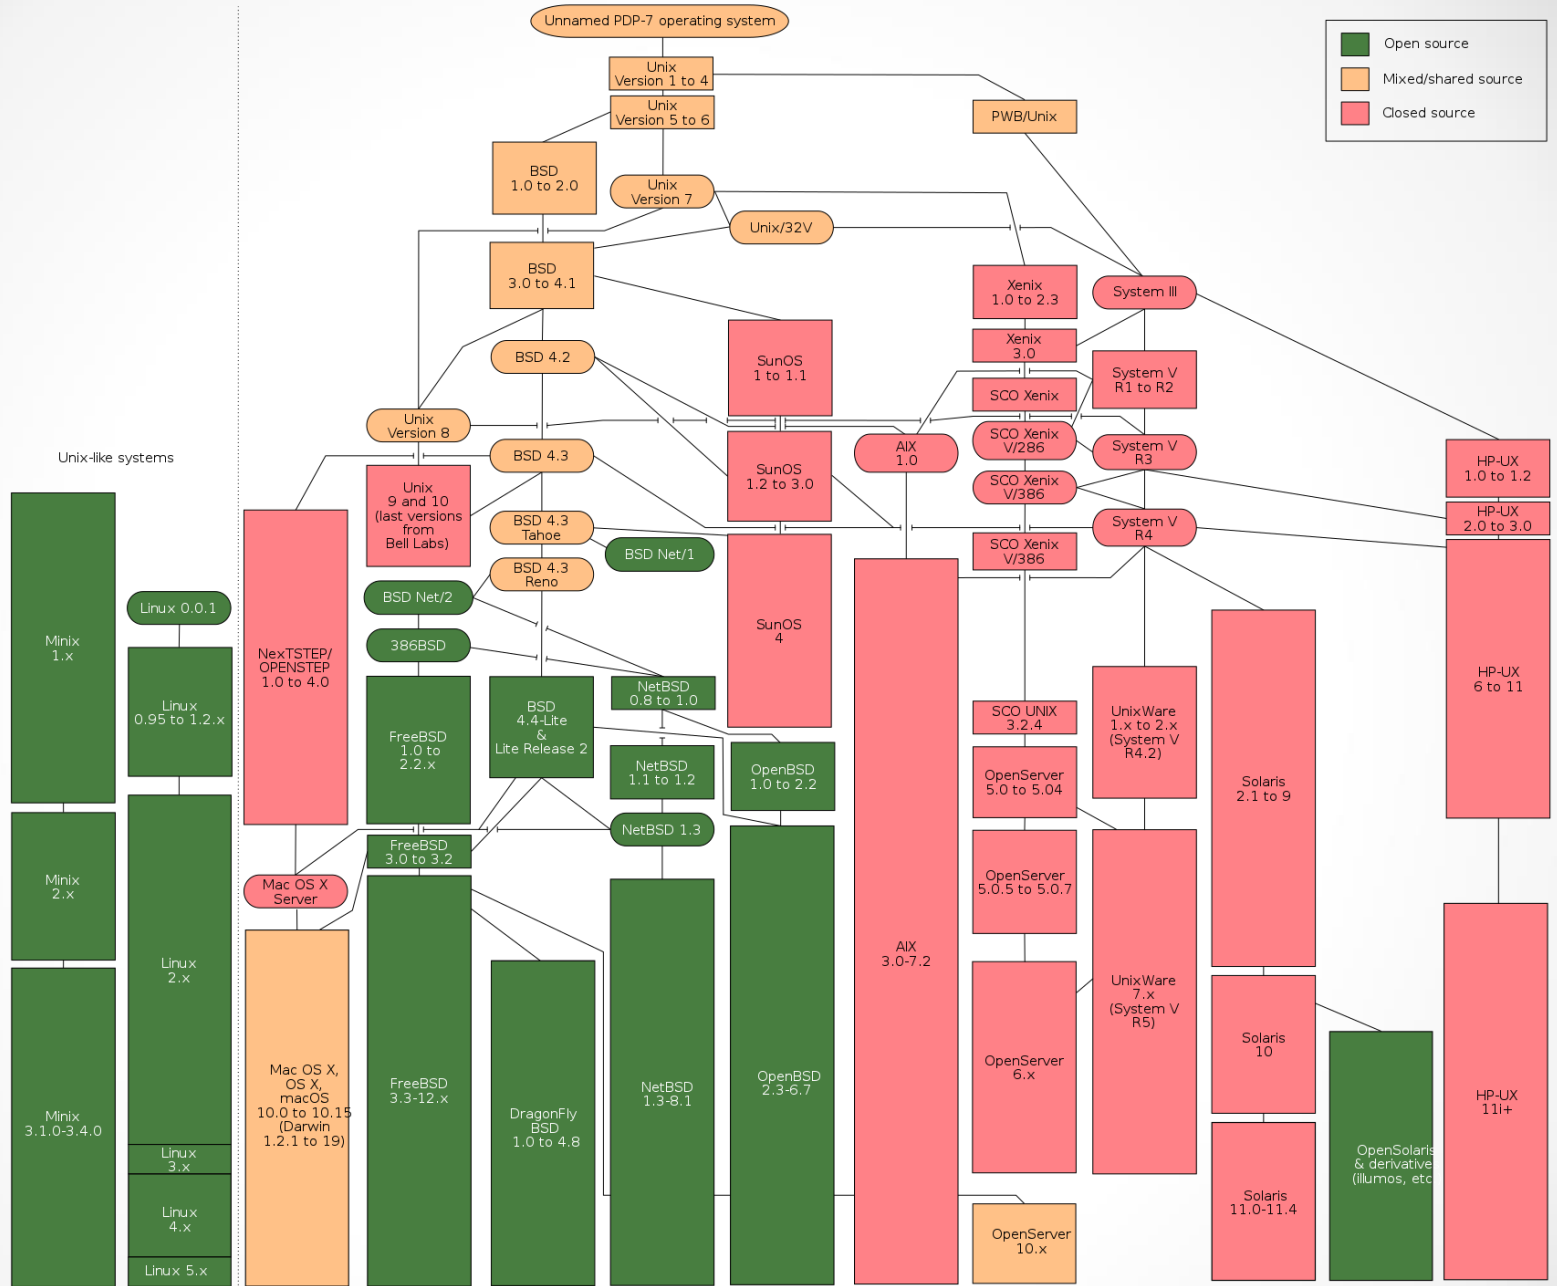 Unnamed PDP-7 operating system
Open source
Mixed/shared source
Closed source
Unix
Version 1 to 4
Unix
Version 5 to 6
PWB/Unix
BSD
1.0 to 2.0
Unix
Version 7
Unix/32V
BSD
3.0 to 4.1
Xenix
1.0 to 2.3
System III
Xenix
3.0
BSD 4.2
SunOS
1 to 1.1
System V
R1 to R2
SCO Xenix
Unix
Version 8
SCO Xenix
V/286
System V
R3
AIX
1.0
BSD 4.3
Unix-like systems
SunOS
1.2 to 3.0
HP-UX
1.0 to 1.2
SCO Xenix
V/386
Unix
9 and 10
(last versions
from
Bell Labs)
BSD 4.3
Tahoe
System V
R4
HP-UX
2.0 to 3.0
BSD Net/1
SCO Xenix
V/386
BSD 4.3
Reno
BSD Net/2
Linux 0.0.1
386BSD
SunOS
4
Minix
1.x
NexTSTEP/
OPENSTEP
1.0 to 4.0
HP-UX
6 to 11
Linux
0.95 to 1.2.x
NetBSD
0.8 to 1.0
BSD
4.4-Lite
&
Lite Release 2
SCO UNIX
3.2.4
UnixWare
1.x to 2.x
(System V
R4.2)
FreeBSD
1.0 to
2.2.x
NetBSD
1.1 to 1.2
OpenBSD
1.0 to 2.2
OpenServer
5.0 to 5.04
Solaris
2.1 to 9
NetBSD 1.3
FreeBSD
3.0 to 3.2
Minix
2.x
Mac OS X
Server
OpenServer
5.0.5 to 5.0.7
Linux
2.x
AIX
3.0-7.2
UnixWare
7.x
(System V
R5)
Solaris
10
OpenServer
6.x
Mac OS X,
OS X,
macOS
10.0 to 10.15
(Darwin
1.2.1 to 19)
FreeBSD
3.3-12.x
NetBSD
1.3-8.1
OpenBSD
2.3-6.7
HP-UX
11i+
Minix
3.1.0-3.4.0
DragonFly
BSD
1.0 to 4.8
Linux
3.x
OpenSolaris
& derivative
(illumos, etc
Linux
4.x
Solaris
11.0-11.4
OpenServer
10.x
Linux 5.x